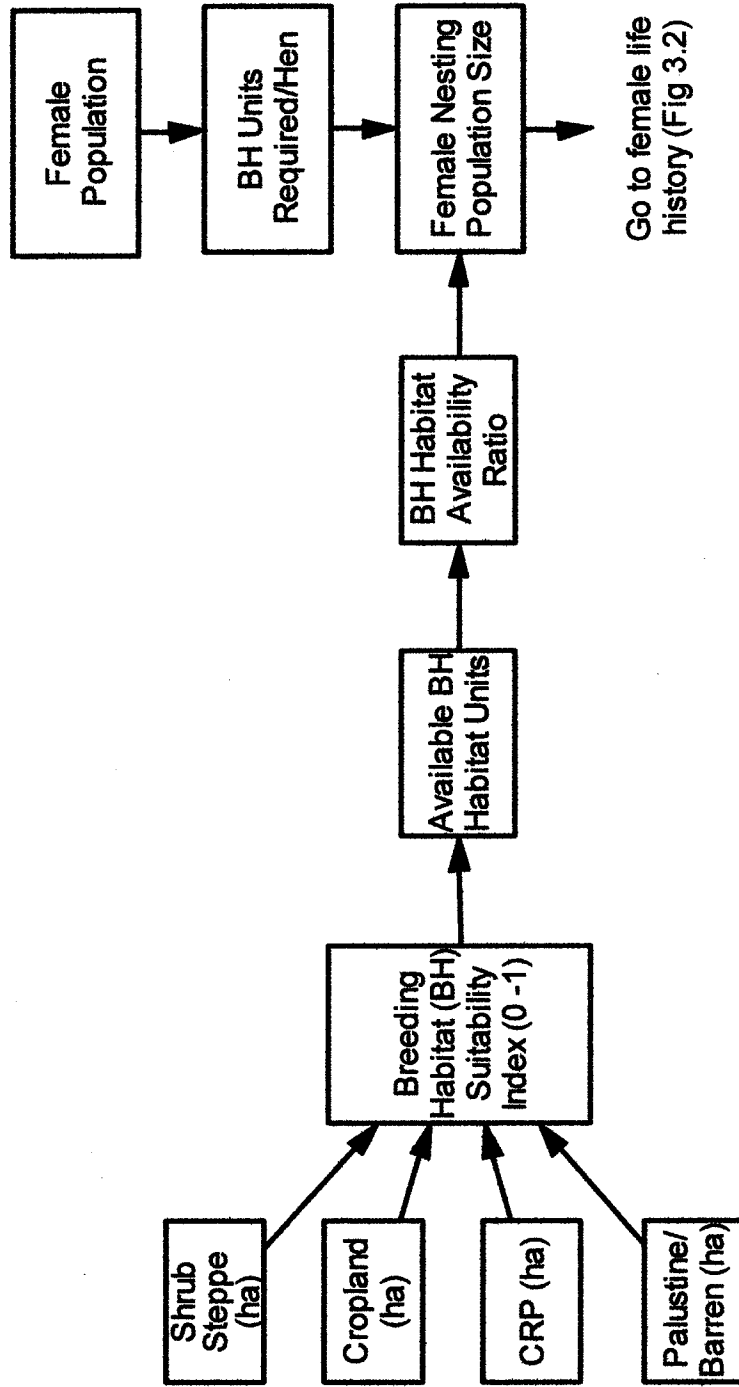 Shrub
Steppe
(ha)
Cropland
(ha)
CRP (ha)
Palustine/
Barren (ha)
Breeding
Habitat (BH)
Suitability
Index (0 -1)
Available BH
Habitat Units
BH Habitat
Availability
Ratio
Female
Population
BH Units
Required/Hen
Female Nesting
Population Size
Go to female life
history (Fig 3.2)